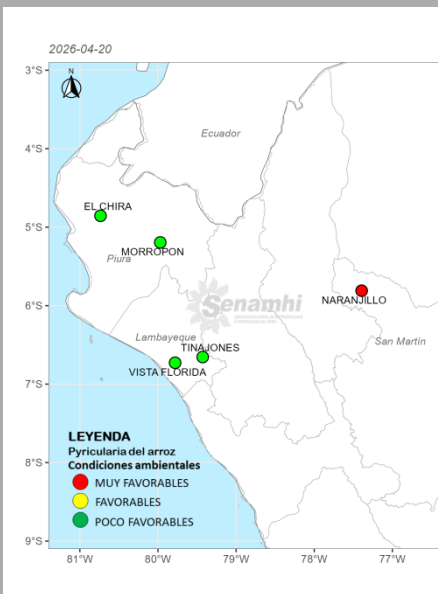 2026-04-20
3°S
N
4°S
Ecuador
EL CHIRA
5°S
MORROPON
Piura
NARANJILLO
6°S
Senamhi
Lambayeque
San Martín
TINAJONES
VISTA FLORIDA
7°S
LEYENDA
Pyricularia del arroz
Condiciones ambientales
MUY FAVORABLES
8°S
FAVORABLES
POCO FAVORABLES
9°S
81°W 80°W 79°W 78°W 77°W